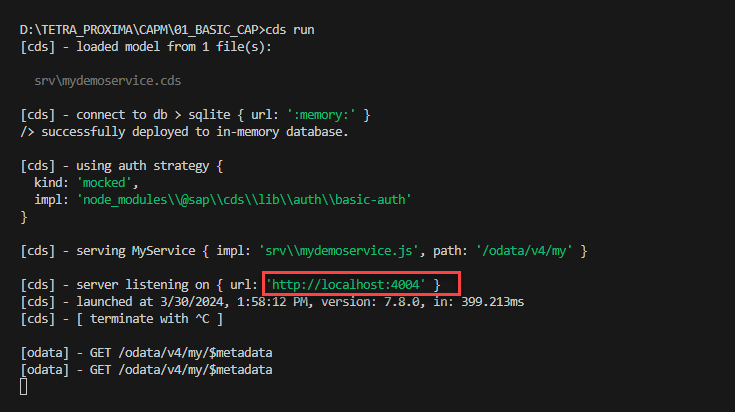 D:\TETRA_PROXIMA\CAPM\01_BASIC_CAP>cds run
[cds] - loaded model from 1 file(s):
srv\mydemoservice.cds
[cds] - connect to db > sqlite { url: ':memory:' }
/> successfully deployed to in-memory database.
[cds] - using auth strategy {
kind: 'mocked',
impl: 'node_modules\\@sap\\cds\\lib\\auth\\basic-auth'
}
[cds] - serving MyService { impl: 'srv\\mydemoservice.js', path: '/odata/v4/my' }
[cds] - server listening on { url: 'http://localhost:4004' }
[cds] - launched at 3/30/2024, 1:58:12 PM, version: 7.8.0, in: 399.213ms
[cds] - [ terminate with ^C ]
[odata] - GET /odata/v4/my/$metadata
[odata] - GET /odata/v4/my/$metadata